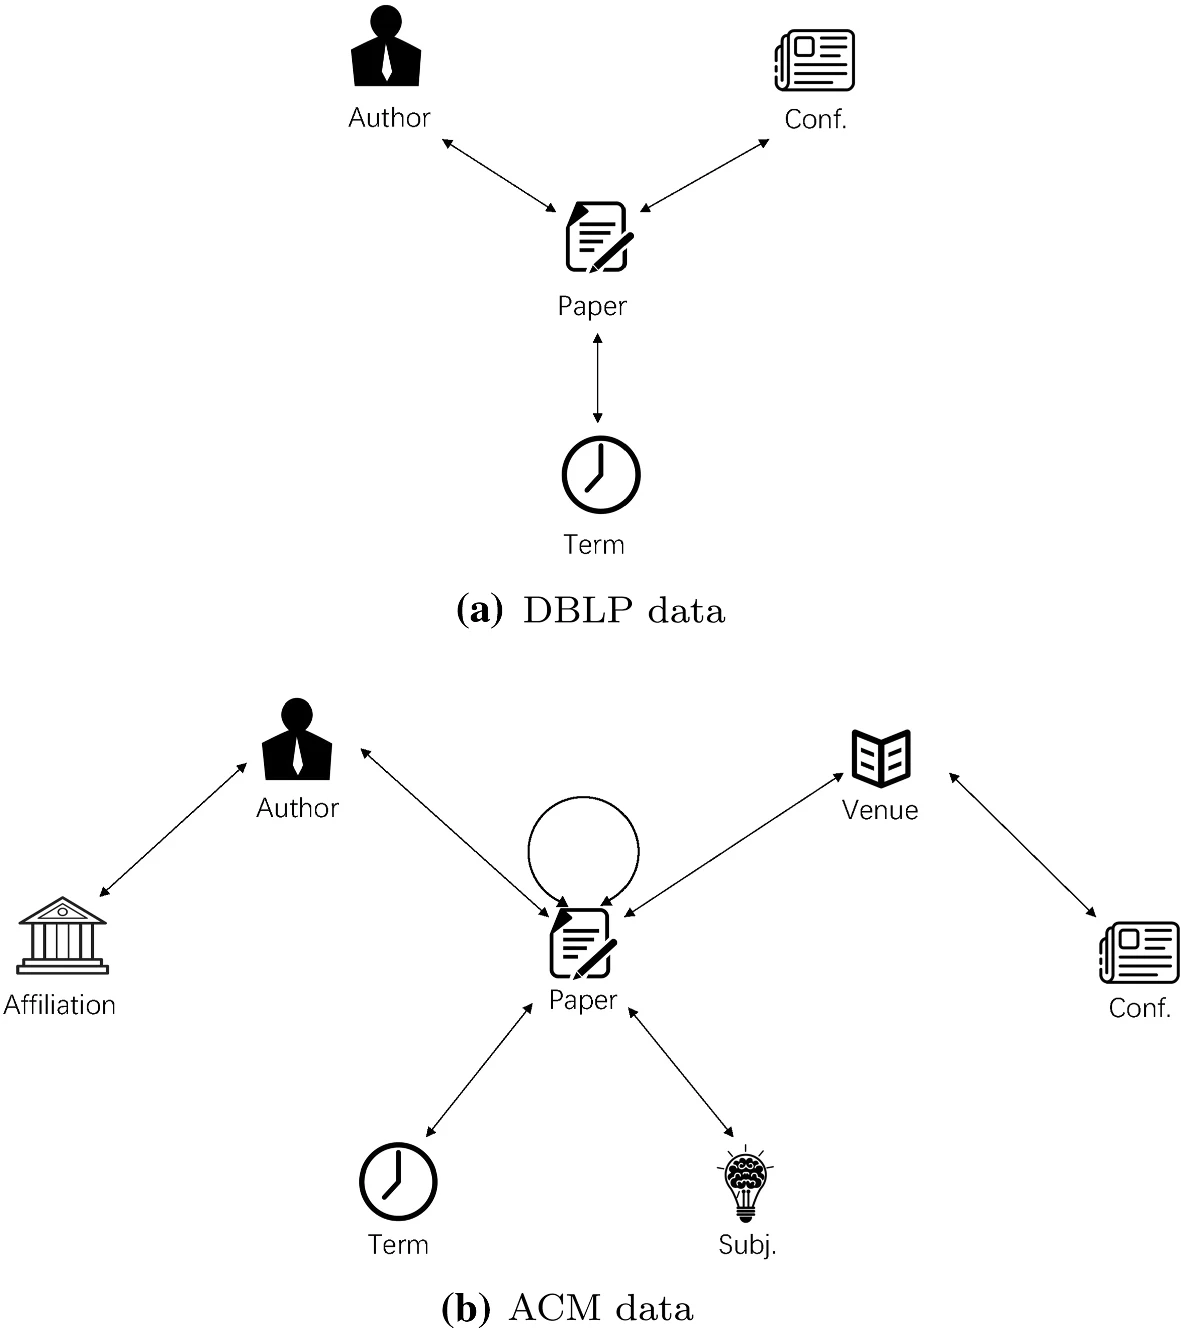 Author
Conf.
Paper
Term
(a) DBLP data
Author
Venue
Affiliation
Paper
Conf.
Term
Subj.
(b) ACM data